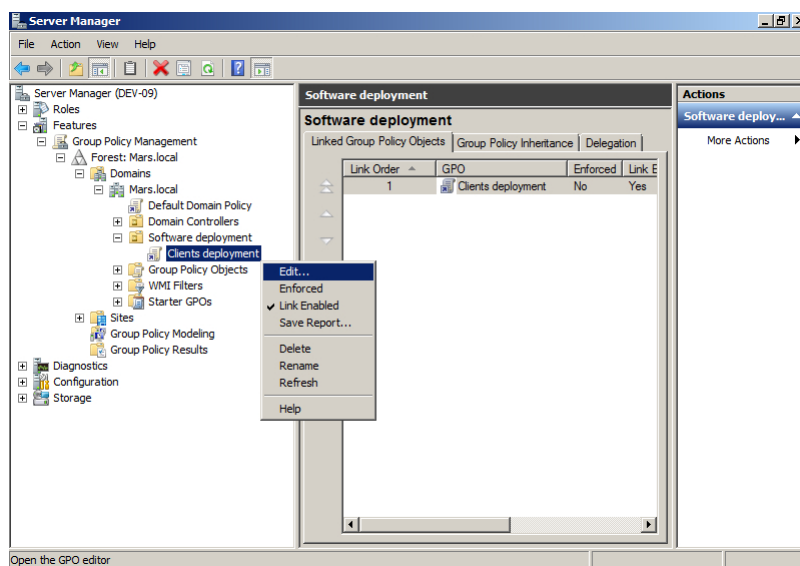 Server Manager
File Action View Help
Server Manager (DEV-09)
Roles
Features
Group Policy Management
Forest: Mars.local
Domains
Mars.local
Default Domain Policy
Domain Controllers
Software deployment
Clients deployment
Group Policy Objects
WMI Filters
Starter GPOs
Sites
Group Policy Modeling
Group Policy Results
Diagnostics
Configuration
Storage
Edit...
Enforced
Link Enabled
Save Report...
Delete
Rename
Refresh
Help
Software deployment
Software deployment
Linked Group Policy Objects Group Policy Inheritance Delegation
Link Order GPO Enforced Link E
1 Clients deployment No Yes
Actions
Software deploy...
More Actions
Open the GPO editor